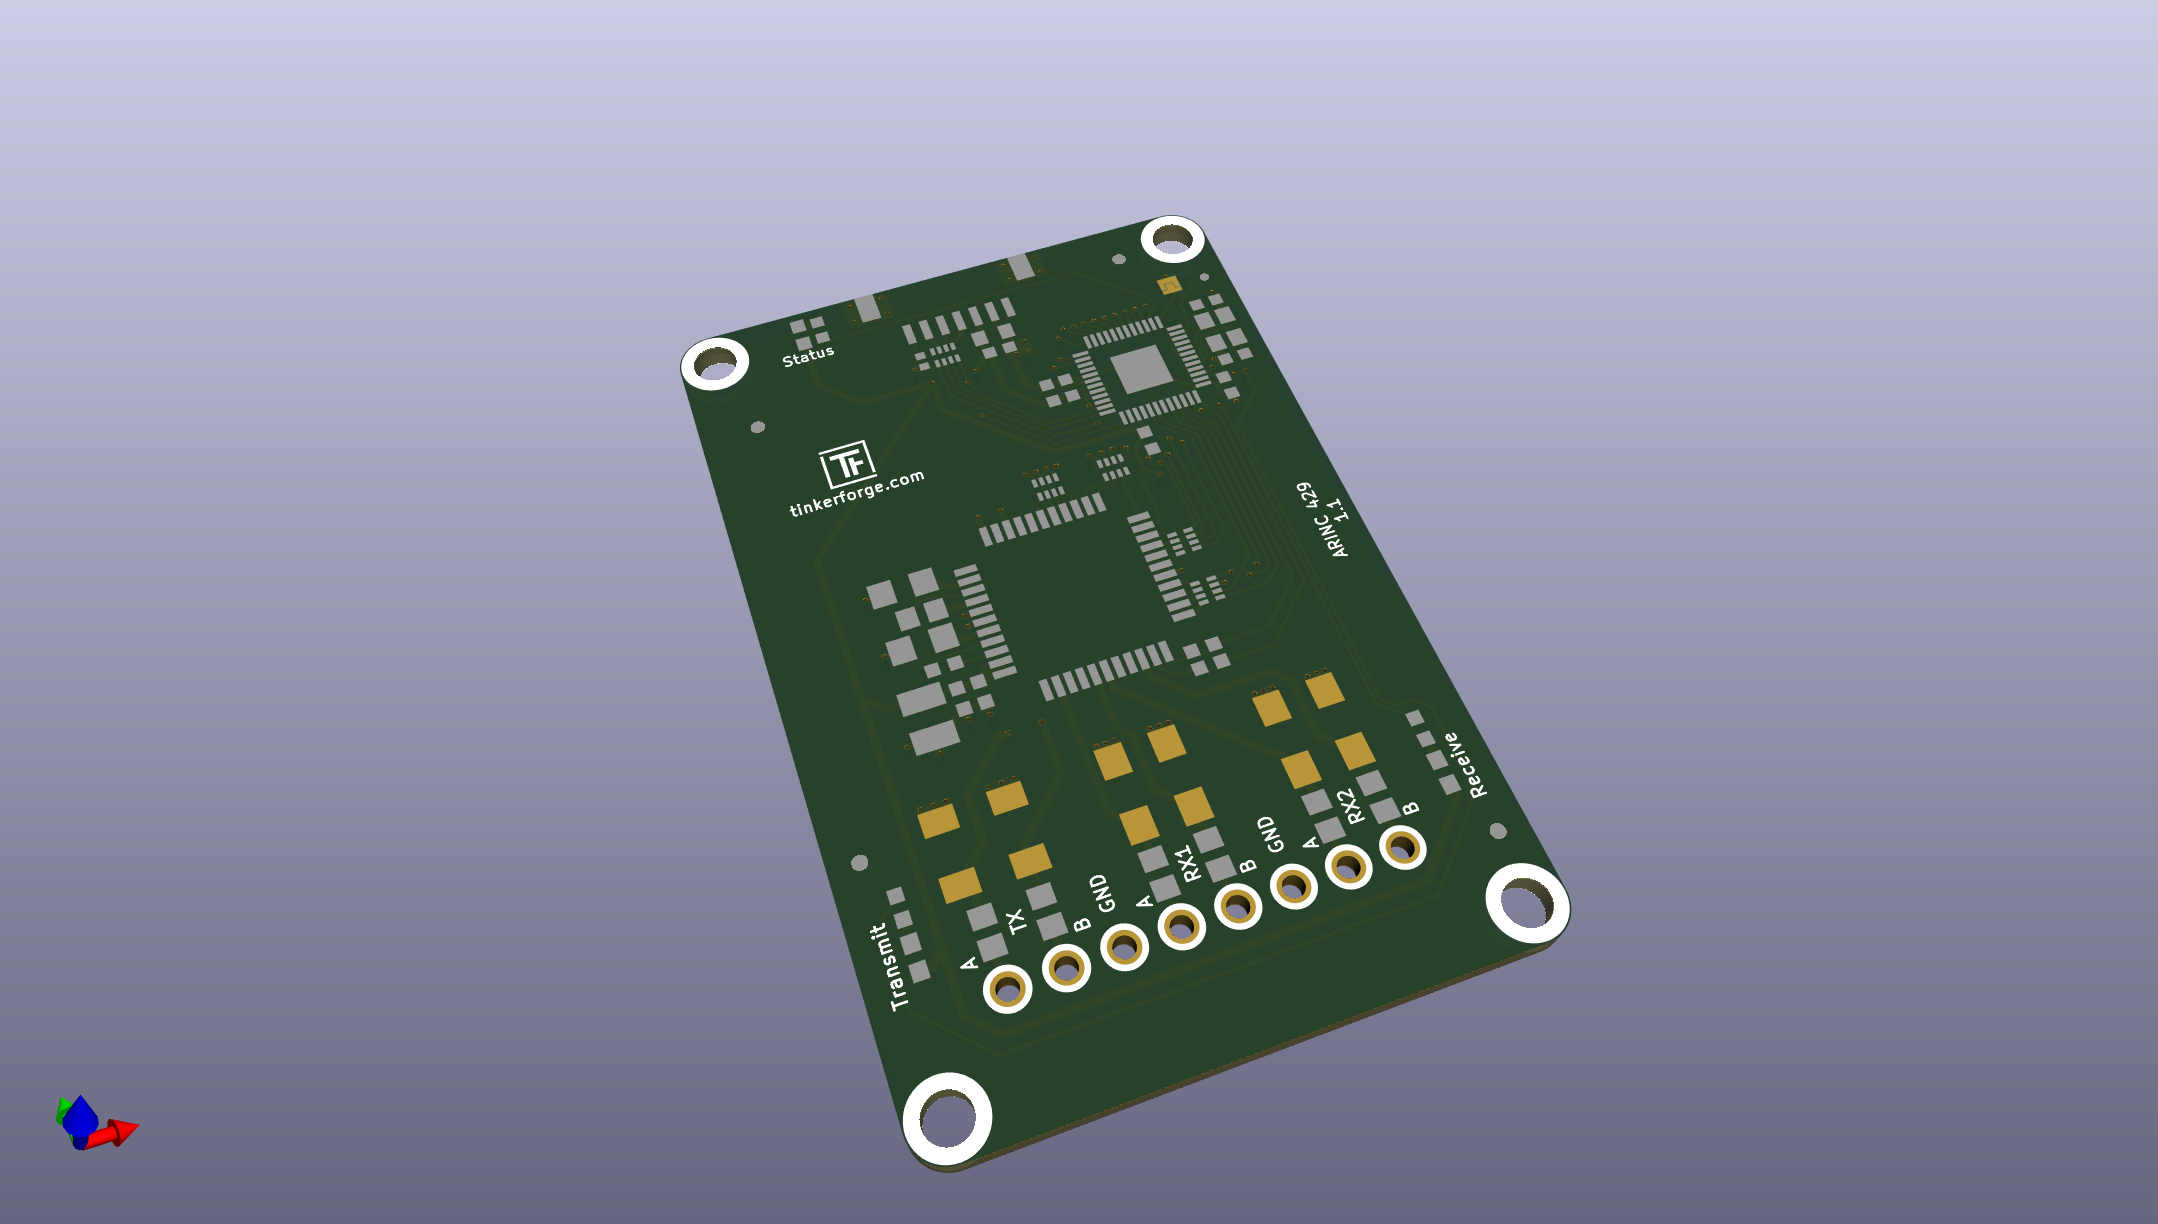 Status
TF
tinkerforge.com
ARINC 429
1.1
Receive
Transmit
A
TX
B
GND
A
RX1
B
GND
A
RX2
B